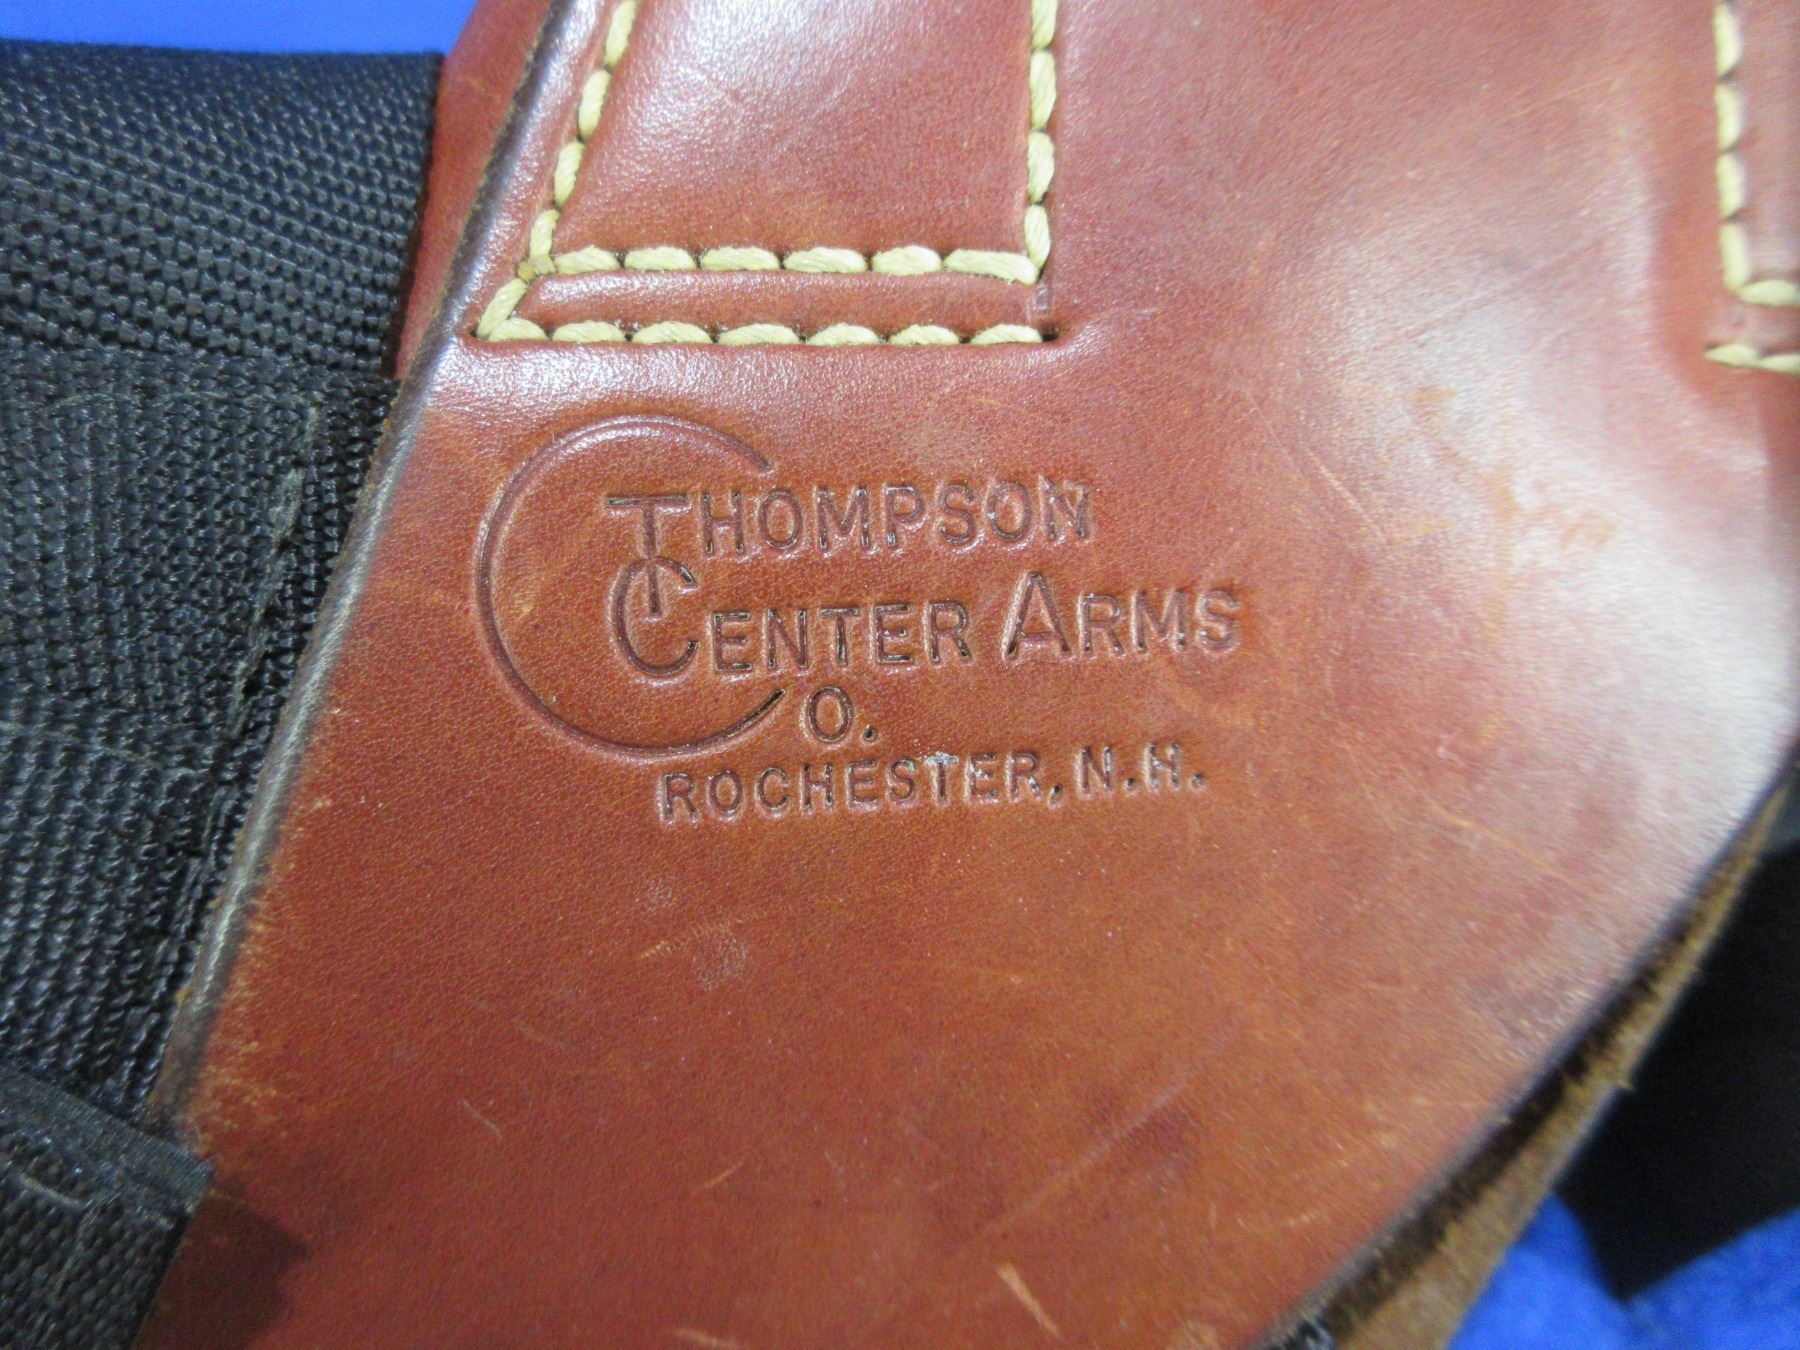 THOMPSON
CENTER ARMS
CO.
ROCHESTER, N.H.